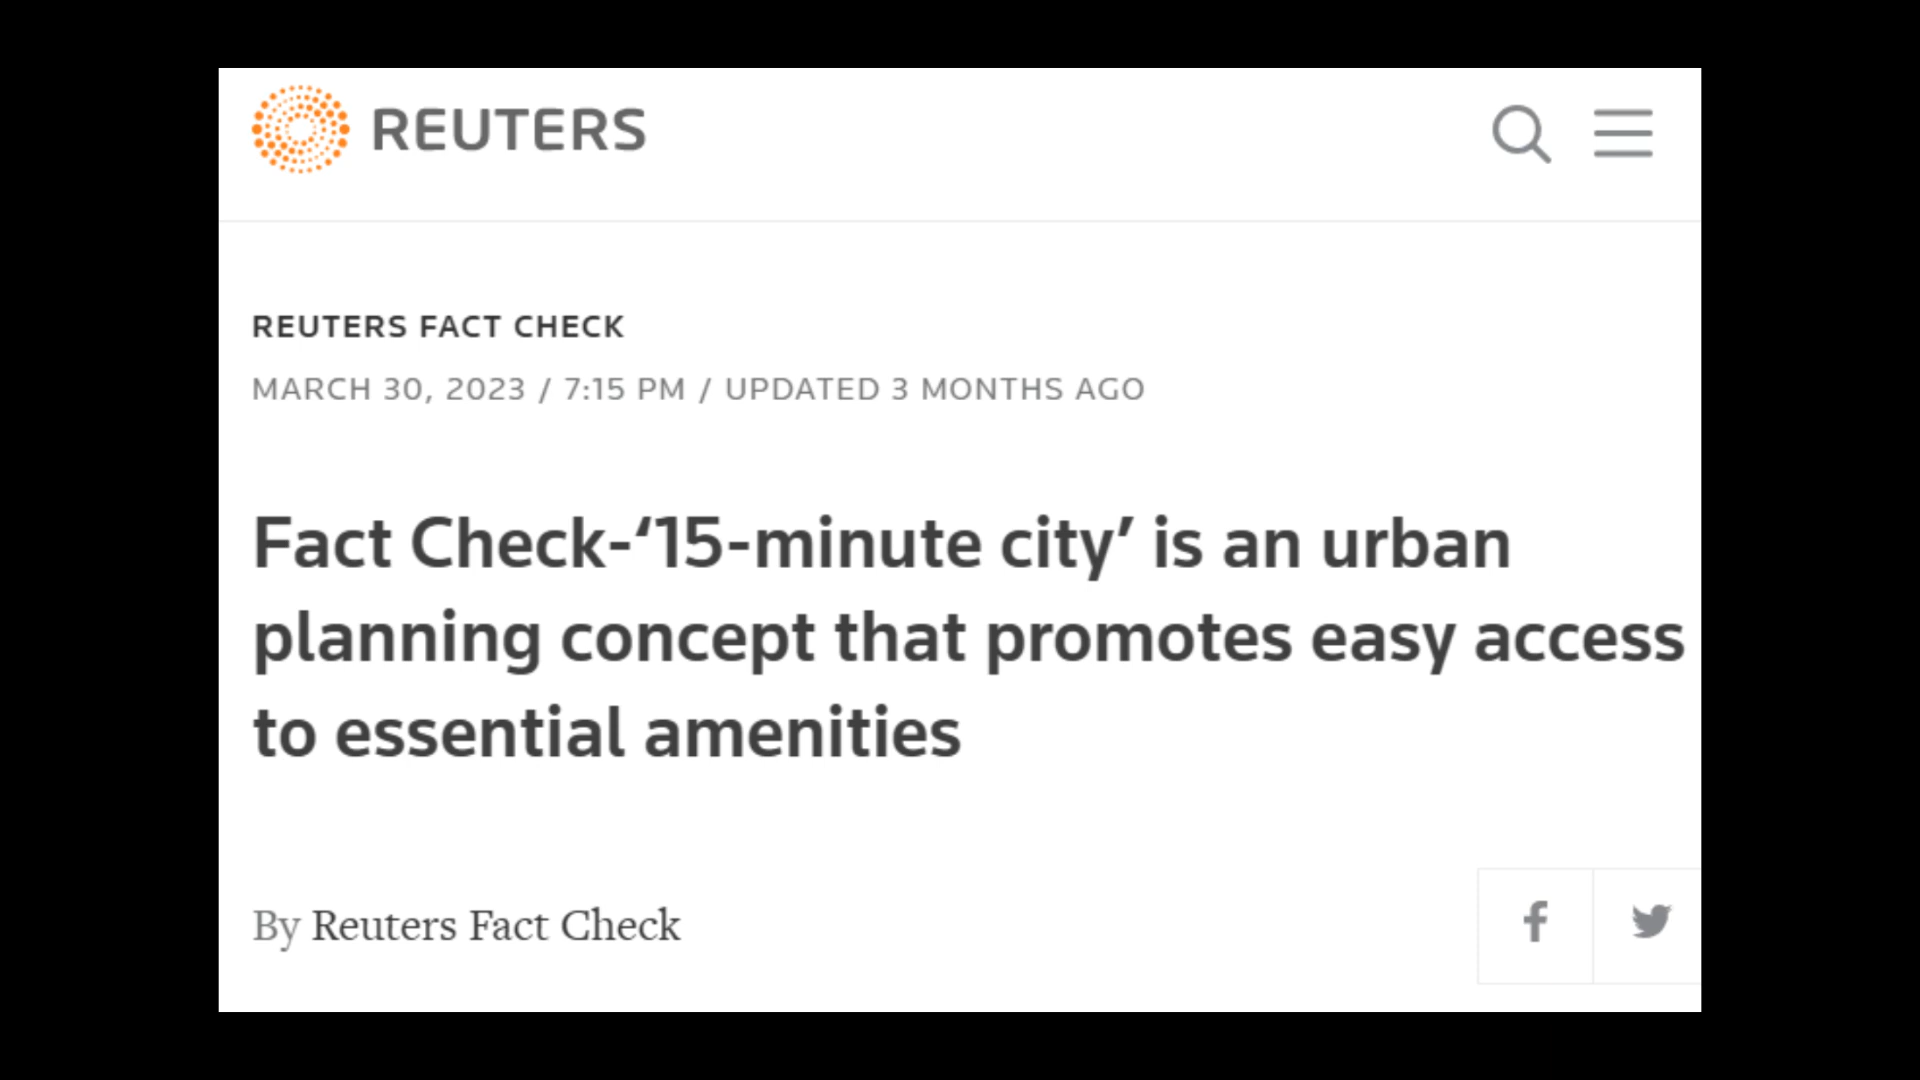 REUTERS
REUTERS FACT CHECK
MARCH 30, 2023 / 7:15 PM / UPDATED 3 MONTHS AGO
Fact Check-‘15-minute city’ is an urban
planning concept that promotes easy access
to essential amenities
By Reuters Fact Check